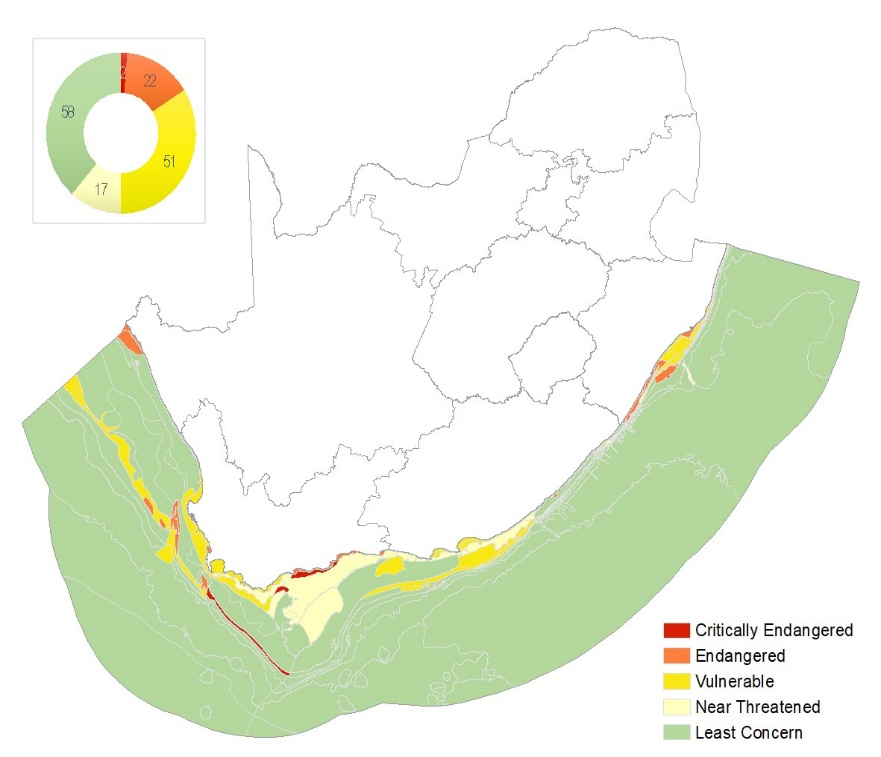 2
22
58
51
17
Critically Endangered
Endangered
Vulnerable
Near Threatened
Least Concern